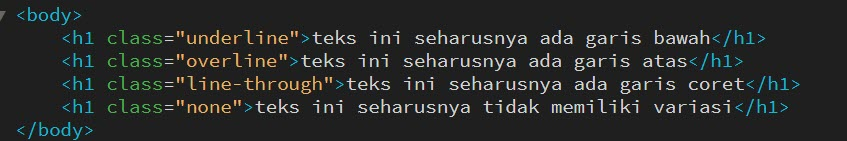 <body>
<h1 class="underline">teks ini seharusnya ada garis bawah</h1>
<h1 class="overline">teks ini seharusnya ada garis atas</h1>
<h1 class="line-through">teks ini seharusnya ada garis coret</h1>
<h1 class="none">teks ini seharusnya tidak memiliki variasi</h1>
</body>